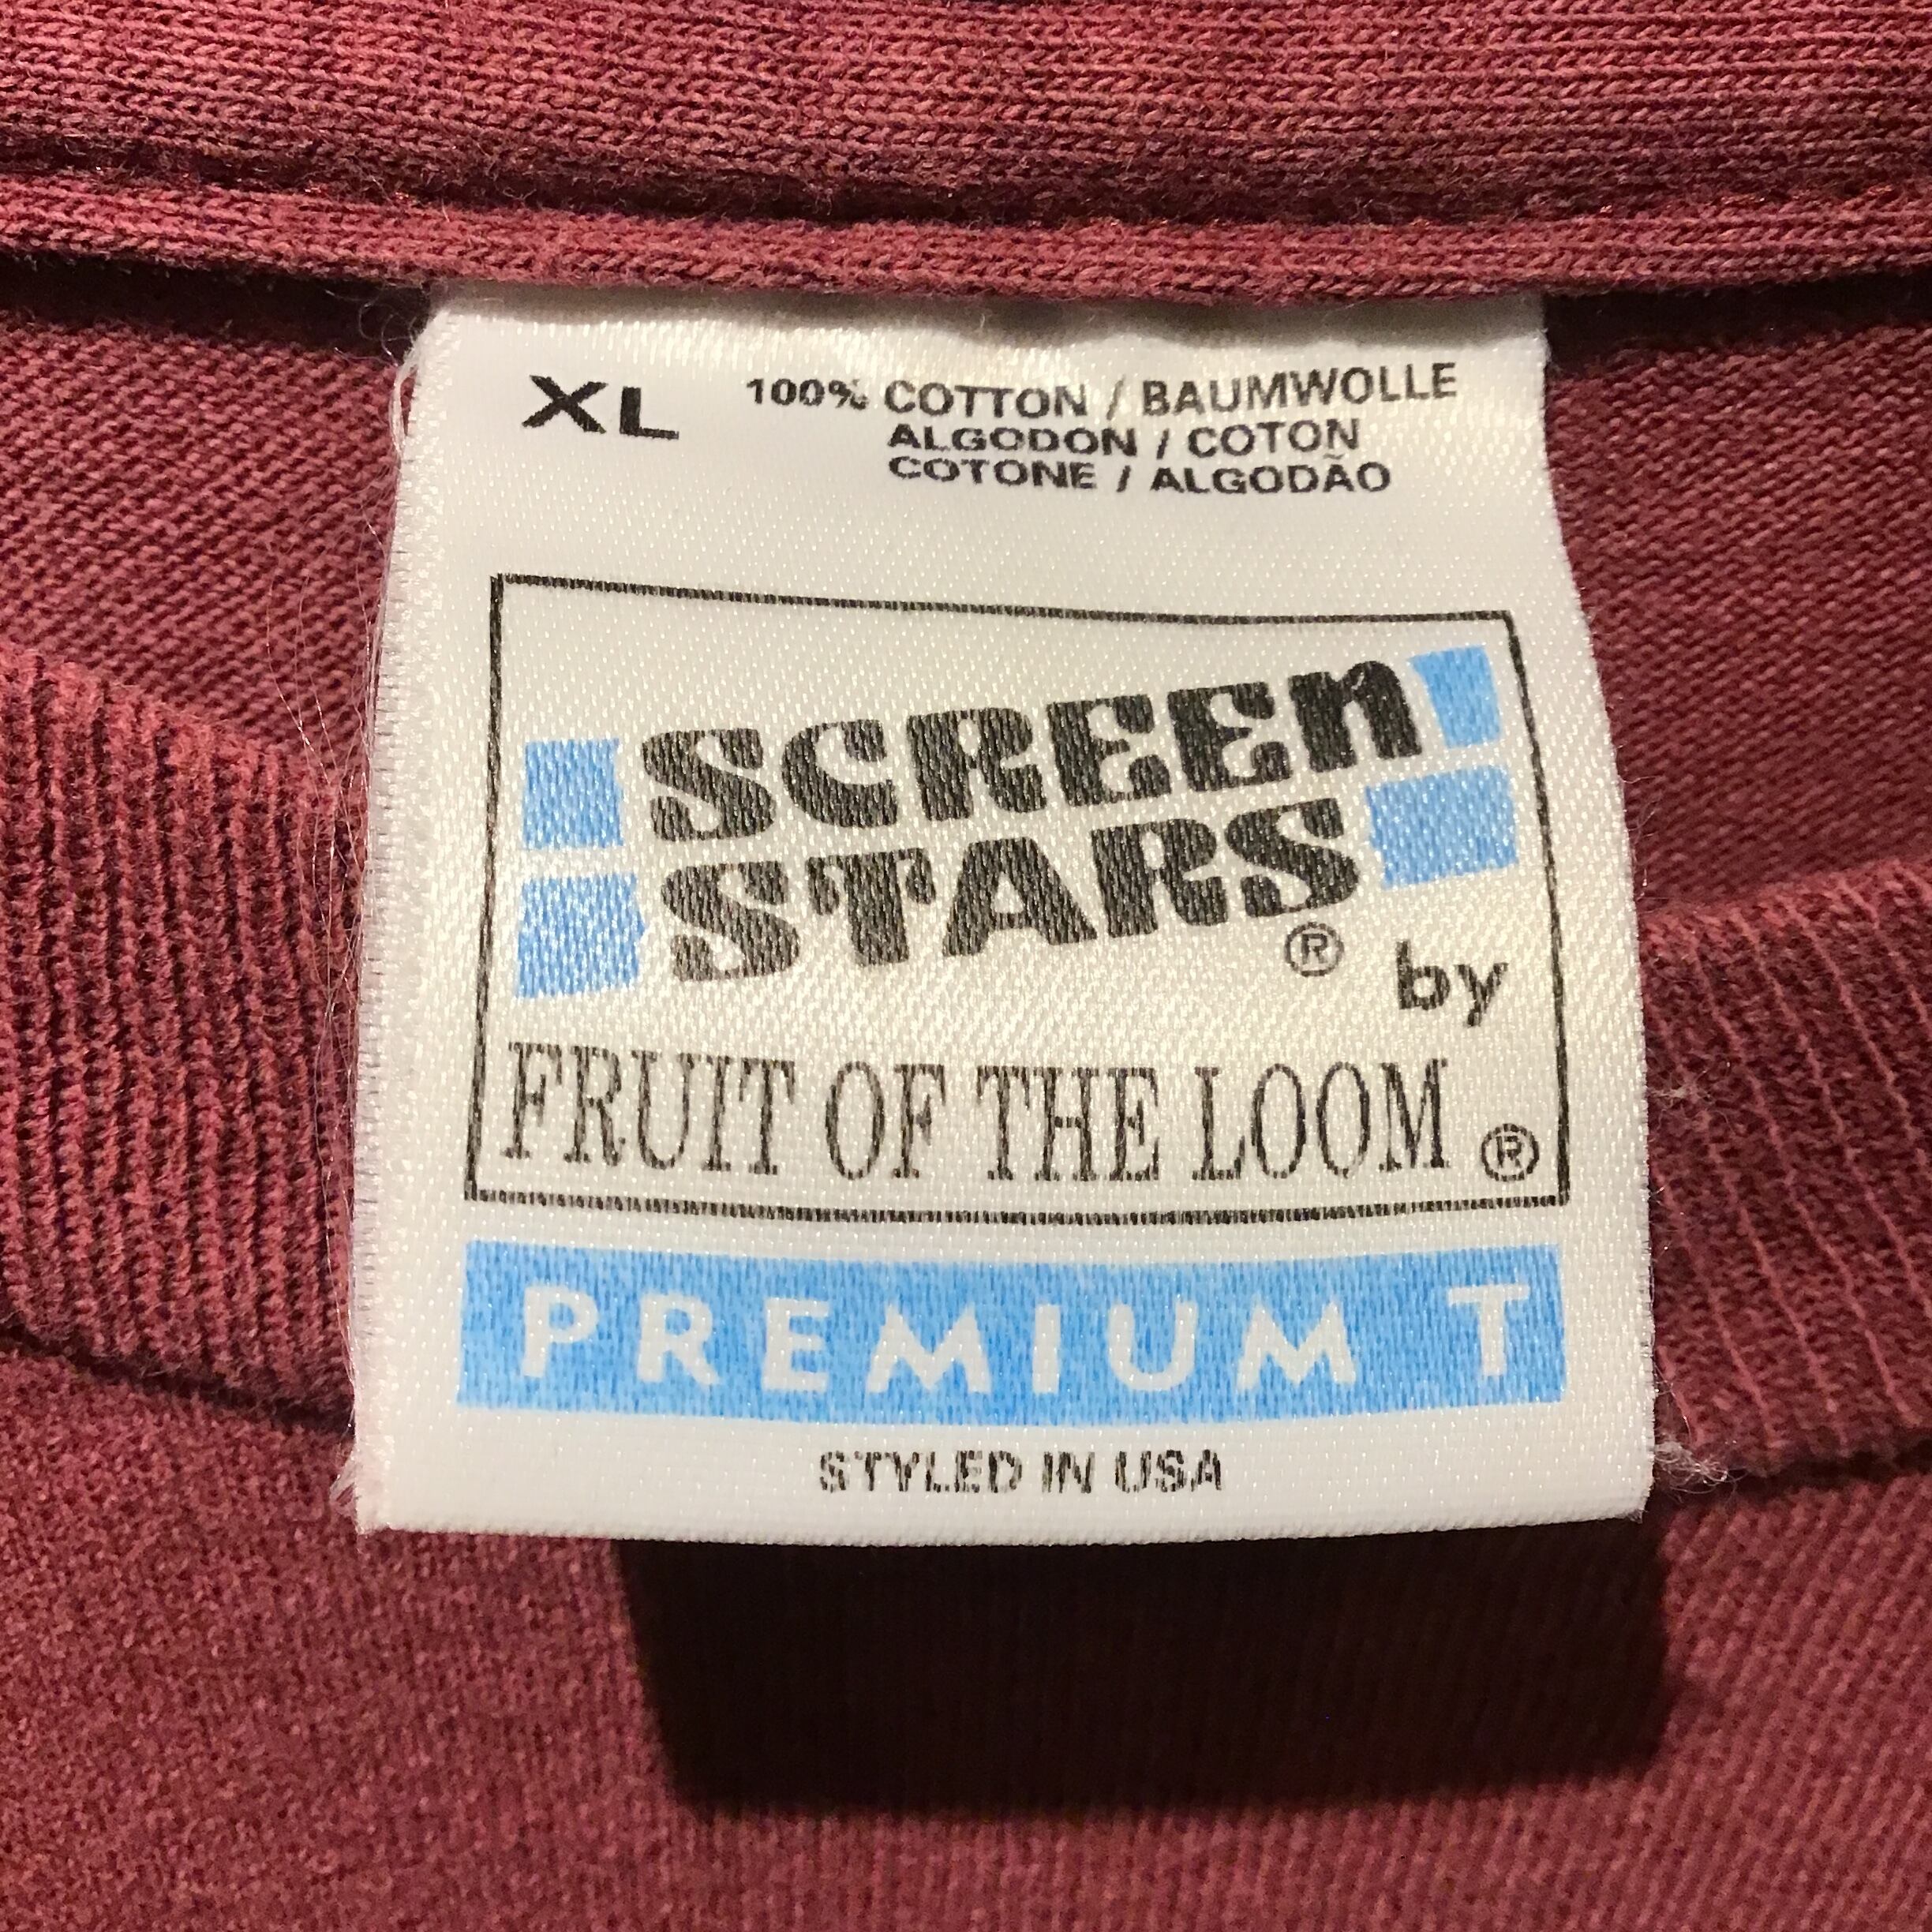 XL
100% COTTON / BAUMWOLLE
ALGODON / COTON
COTONE / ALGODÃO
SCREEN
STARS® by
FRUIT OF THE LOOM®
PREMIUM T
STYLED IN USA